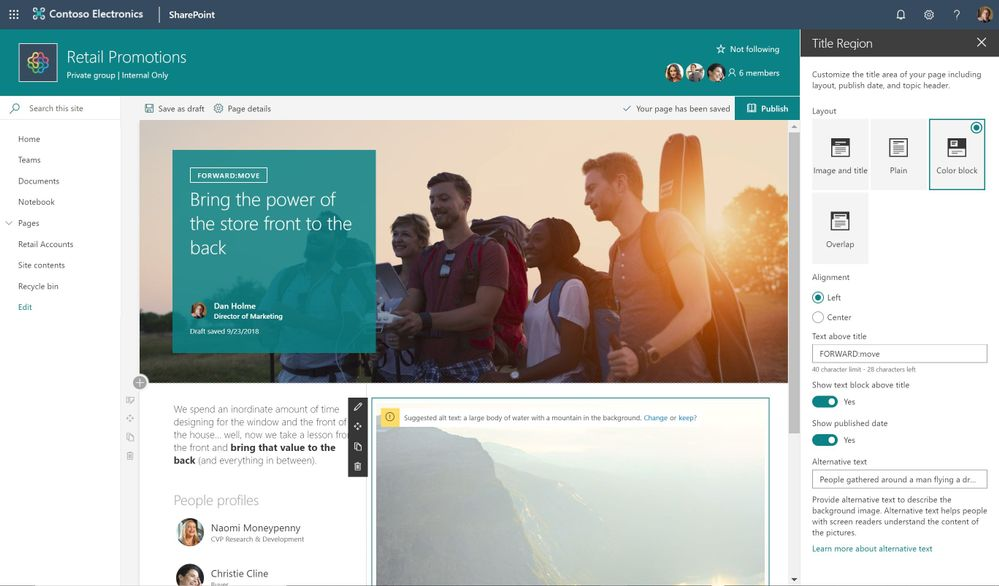 Contoso Electronics
SharePoint
?
Retail Promotions
Private group | Internal Only
Not following
6 members
Search this site
Save as draft
Page details
Your page has been saved
Publish
Home
Teams
Documents
Notebook
Pages
Retail Accounts
Site contents
Recycle bin
Edit
FORWARD:MOVE
Bring the power of
the store front to the
back
Dan Holme
Director of Marketing
Draft saved 9/23/2018
We spend an inordinate amount of time
designing for the window and the front of
the house... well, now we take a lesson from
the front and bring that value to the
back (and everything in between).
People profiles
Naomi Moneypenny
CVP Research & Development
Christie Cline
Buyer
Suggested alt text: a large body of water with a mountain in the background. Change or keep?
Title Region
Customize the title area of your page including
layout, publish date, and topic header.
Layout
Image and title
Plain
Color block
Overlap
Alignment
Left
Center
Text above title
FORWARD:move
40 character limit - 28 characters left
Show text block above title
Yes
Show published date
Yes
Alternative text
People gathered around a man flying a dr...
Provide alternative text to describe the
background image. Alternative text helps people
with screen readers understand the content of
the pictures.
Learn more about alternative text